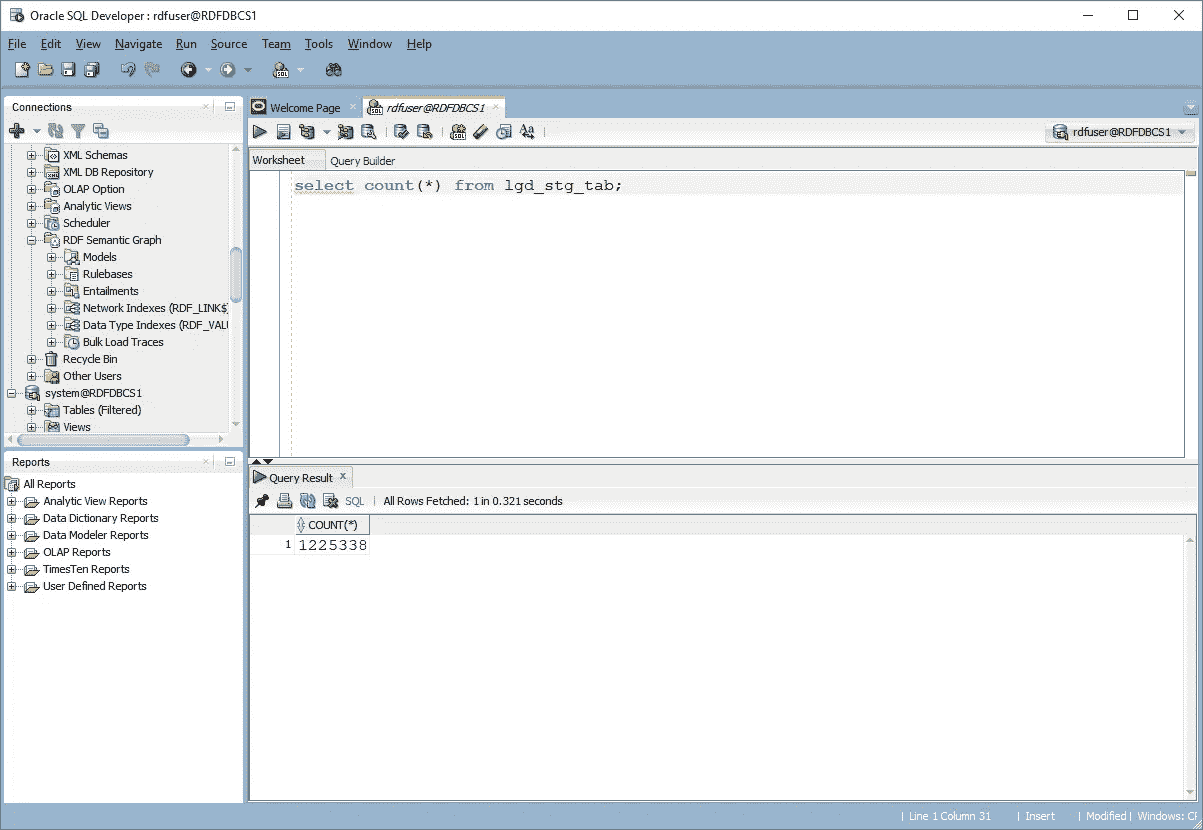 Oracle SQL Developer : rdfuser@RDFDBCS1
File Edit View Navigate Run Source Team Tools Window Help
Connections
XML Schemas
XML DB Repository
OLAP Option
Analytic Views
Scheduler
RDF Semantic Graph
Models
Rulebases
Entailments
Network Indexes (RDF_LINK$)
Data Type Indexes (RDF_VALU
Bulk Load Traces
Recycle Bin
Other Users
system@RDFDBCS1
Tables (Filtered)
Views
Reports
All Reports
Analytic View Reports
Data Dictionary Reports
Data Modeler Reports
OLAP Reports
TimesTen Reports
User Defined Reports
Welcome Page rdfuser@RDFDBCS1
rdfuser@RDFDBCS1
Worksheet Query Builder
select count(*) from lgd_stg_tab;
Query Result
SQL | All Rows Fetched: 1 in 0.321 seconds
COUNT(*)
1 1225338
| Line 1 Column 31 | Insert | Modified | Windows: C